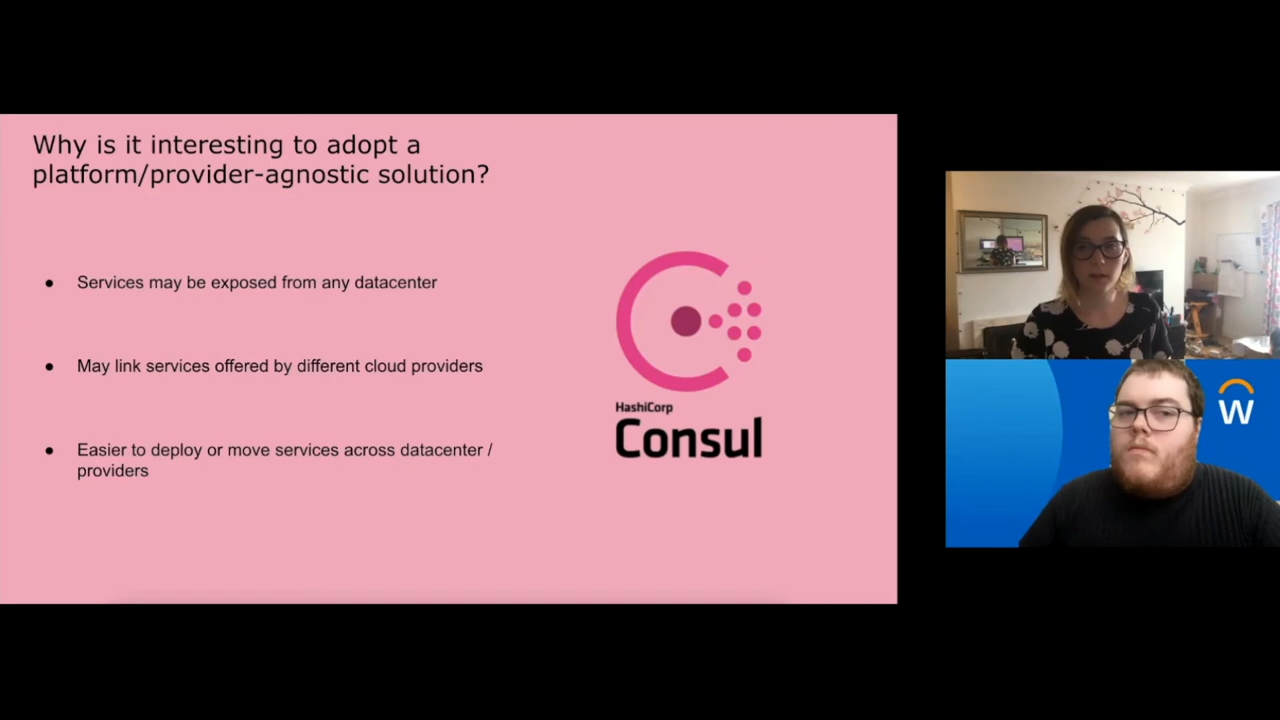 Why is it interesting to adopt a
platform/provider-agnostic solution?
● Services may be exposed from any datacenter
● May link services offered by different cloud providers
● Easier to deploy or move services across datacenter /
providers
HashiCorp
Consul
W